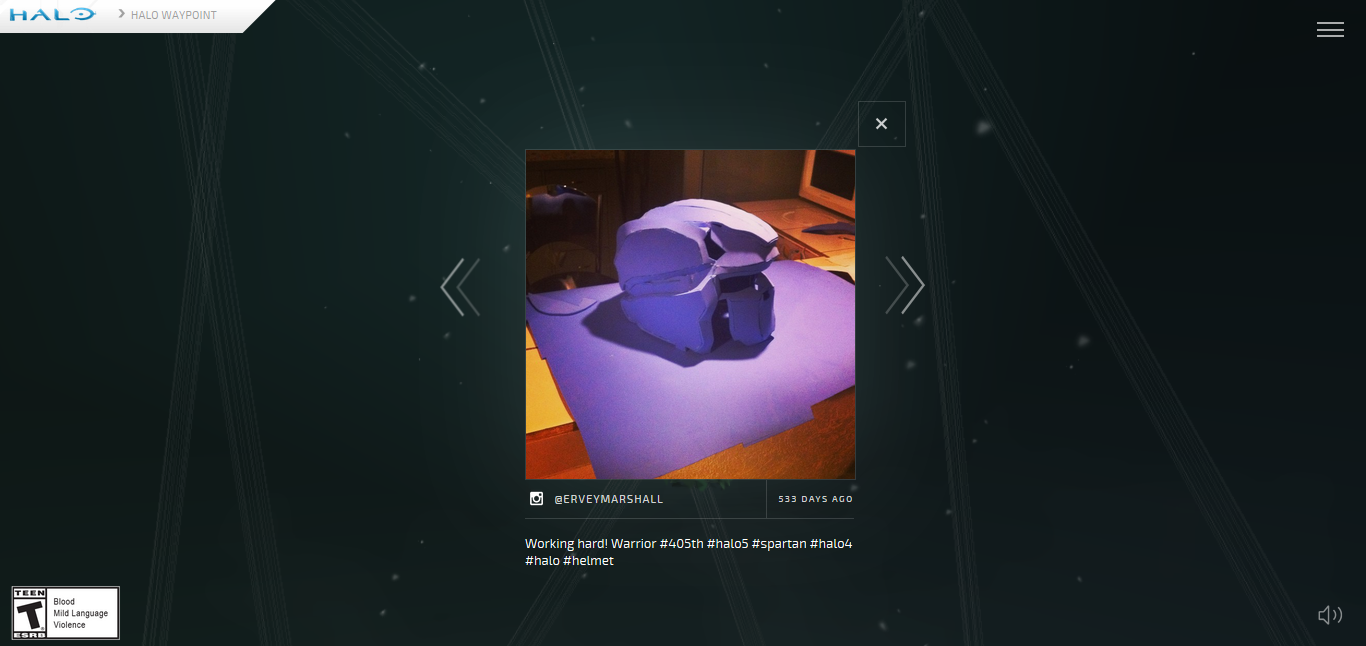 HALO
HALO WAYPOINT
@ERVEYMARSHALL
533 DAYS AGO
Working hard! Warrior #405th #halo5 #spartan #halo4
#halo #helmet
TEEN
T
ESRB
Blood
Mild Language
Violence